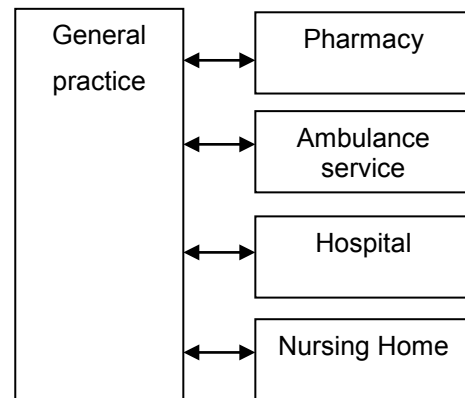 General
practice
Pharmacy
Ambulance
service
Hospital
Nursing Home